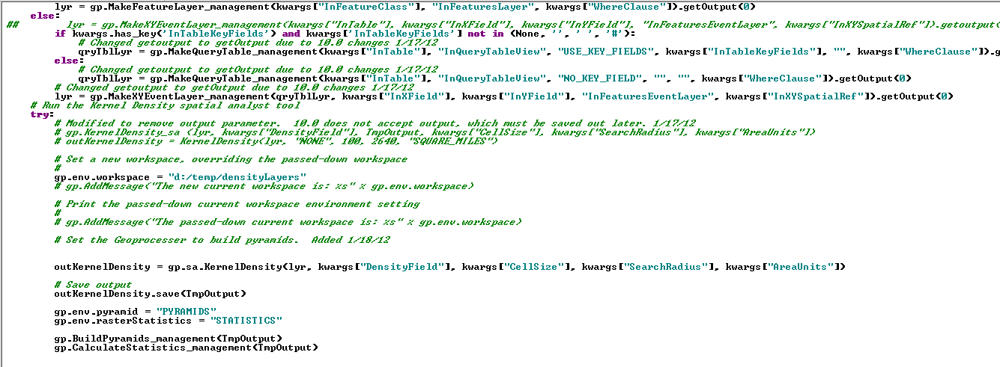 lyr = gp.MakeFeatureLayer_management(kwargs["InFeatureClass"], "InFeaturesLayer", kwargs["WhereClause"]).getOutput(0)
else:
## lyr = gp.MakeXYEventLayer_management(kwargs["InTable"], kwargs["InXField"], kwargs["InYField"], "InFeaturesEventLayer", kwargs["InXYSpatialRef"]).getoutput(
if kwargs.has_key('InTableKeyFields') and kwargs['InTableKeyFields'] not in (None, '', ' ', '#'):
# Changed getoutput to getOutput due to 10.0 changes 1/17/12
qryTblLyr = gp.MakeQueryTable_management(kwargs["InTable"], "InQueryTableView", "USE_KEY_FIELDS", kwargs["InTableKeyFields"], "", kwargs["WhereClause"]).g
else:
# Changed getoutput to getOutput due to 10.0 changes 1/17/12
qryTblLyr = gp.MakeQueryTable_management(kwargs["InTable"], "InQueryTableView", "NO_KEY_FIELD", "", "", kwargs["WhereClause"]).getOutput(0)
# Changed getoutput to getOutput due to 10.0 changes 1/17/12
lyr = gp.MakeXYEventLayer_management(qryTblLyr, kwargs["InXField"], kwargs["InYField"], "InFeaturesEventLayer", kwargs["InXYSpatialRef"]).getOutput(0)
# Run the Kernel Density spatial analyst tool
try:
# Modified to remove output parameter.  10.0 does not accept output, which must be saved out later. 1/17/12
# gp.KernelDensity_sa (lyr, kwargs["DensityField"], TmpOutput, kwargs["CellSize"], kwargs["SearchRadius"], kwargs["AreaUnits"])
# outKernelDensity = KernelDensity(lyr, "NONE", 100, 2640, "SQUARE_MILES")
# Set a new workspace, overriding the passed-down workspace
#
gp.env.workspace = "d:/temp/densityLayers"
# gp.AddMessage("The new current workspace is: %s" % gp.env.workspace)
# Print the passed-down current workspace environment setting
#
# gp.AddMessage("The passed-down current workspace is: %s" % gp.env.workspace)
# Set the Geoprocesser to build pyramids.  Added 1/18/12
outKernelDensity = gp.sa.KernelDensity(lyr, kwargs["DensityField"], kwargs["CellSize"], kwargs["SearchRadius"], kwargs["AreaUnits"])
# Save output
outKernelDensity.save(TmpOutput)
gp.env.pyramid = "PYRAMIDS"
gp.env.rasterStatistics = "STATISTICS"
gp.BuildPyramids_management(TmpOutput)
gp.CalculateStatistics_management(TmpOutput)